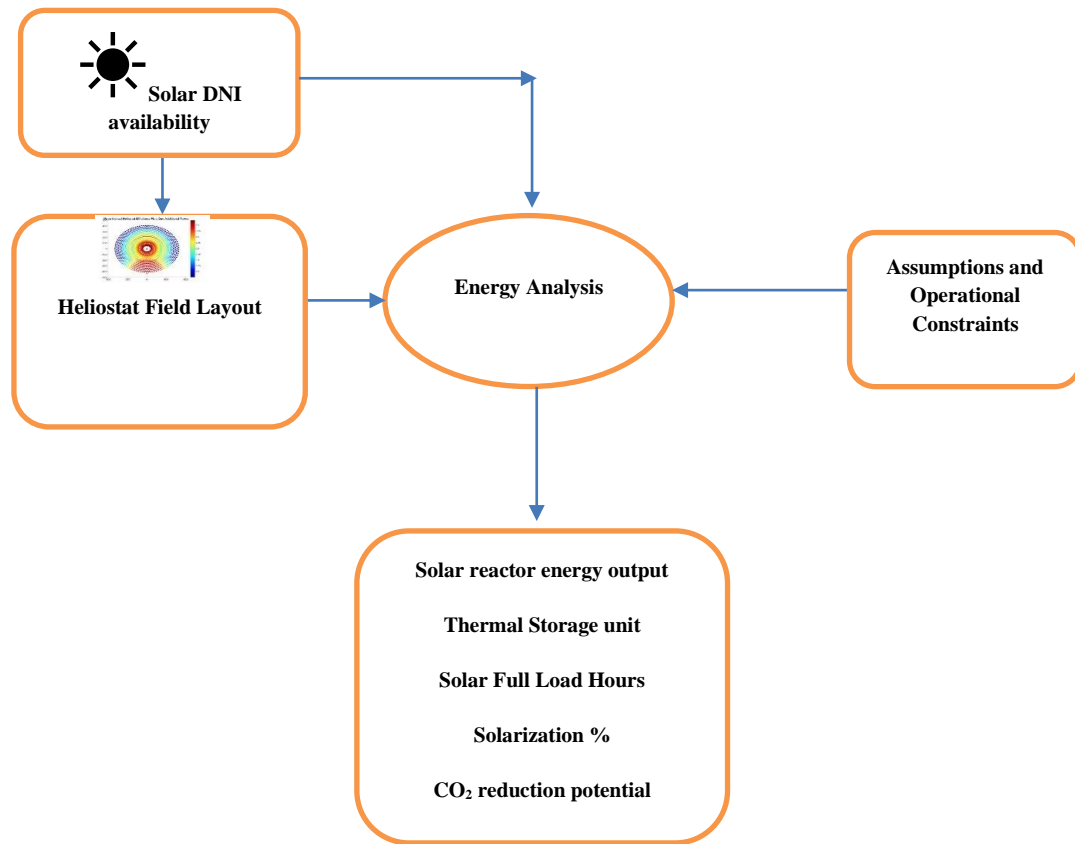 Solar DNI
availability
Heliostat Field Layout
Energy Analysis
Assumptions and
Operational
Constraints
Solar reactor energy output
Thermal Storage unit
Solar Full Load Hours
Solarization %
CO₂ reduction potential